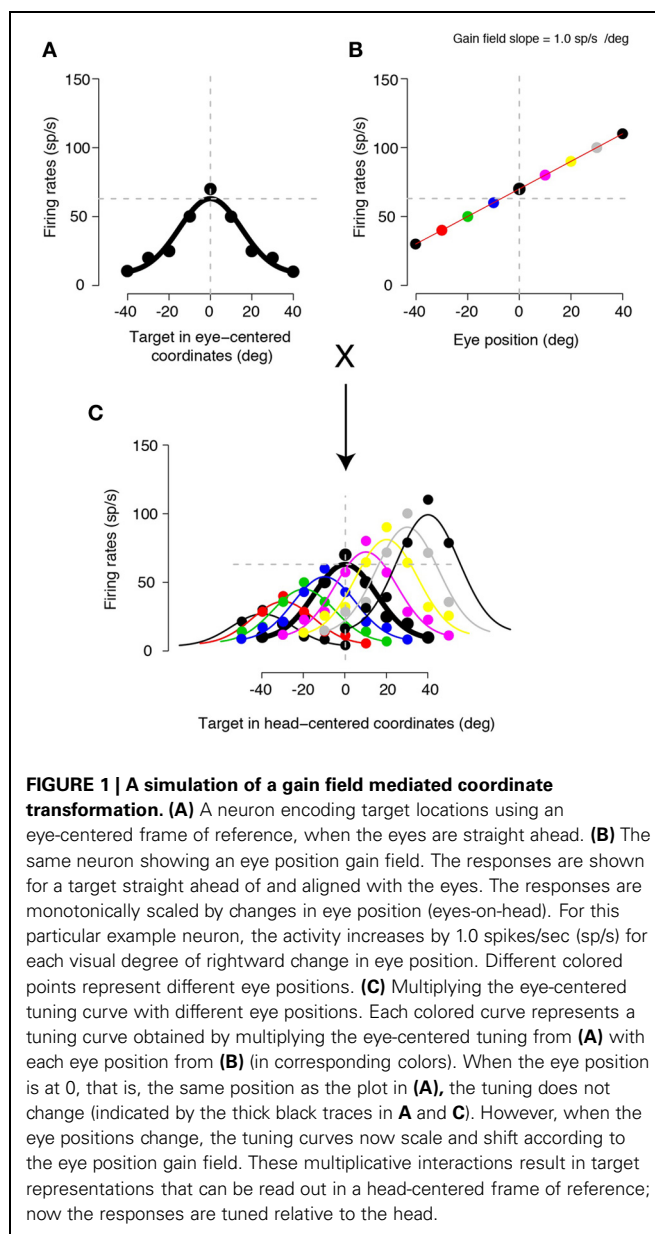 Gain field slope = 1.0 sp/s /deg
A
B
150
100
50
0
Firing rates (sp/s)
-40 -20 0 20 40
Target in eye−centered
coordinates (deg)
150
100
50
0
Firing rates (sp/s)
-40 -20 0 20 40
Eye position (deg)
X
C
150
100
50
0
Firing rates (sp/s)
-40 -20 0 20 40
Target in head−centered coordinates (deg)
FIGURE 1 | A simulation of a gain field mediated coordinate
transformation. (A) A neuron encoding target locations using an
eye-centered frame of reference, when the eyes are straight ahead. (B) The
same neuron showing an eye position gain field. The responses are shown
for a target straight ahead of and aligned with the eyes. The responses are
monotonically scaled by changes in eye position (eyes-on-head). For this
particular example neuron, the activity increases by 1.0 spikes/sec (sp/s) for
each visual degree of rightward change in eye position. Different colored
points represent different eye positions. (C) Multiplying the eye-centered
tuning curve with different eye positions. Each colored curve represents a
tuning curve obtained by multiplying the eye-centered tuning from (A) with
each eye position from (B) (in corresponding colors). When the eye position
is at 0, that is, the same position as the plot in (A), the tuning does not
change (indicated by the thick black traces in A and C). However, when the
eye positions change, the tuning curves now scale and shift according to
the eye position gain field. These multiplicative interactions result in target
representations that can be read out in a head-centered frame of reference;
now the responses are tuned relative to the head.